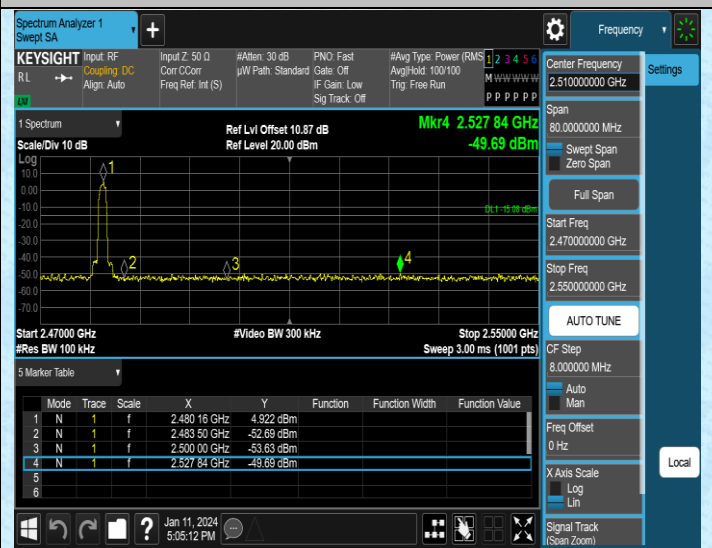 Spectrum Analyzer 1
Swept SA
Frequency
KEYSIGHT
Input: RF
Input Z: 50 Ω
#Atten: 30 dB
PNO: Fast
#Avg Type: Power (RMS
1 2 3 4 5 6
RL
Coupling: DC
Corr CCorr
µW Path: Standard
Gate: Off
Avg|Hold: 100/100
M W W W W W
Align: Auto
Freq Ref: Int (S)
IF Gain: Low
Trig: Free Run
Sig Track: Off
P P P P P P
LNI
1 Spectrum
Ref Lvl Offset 10.87 dB
Mkr4 2.527 84 GHz
Scale/Div 10 dB
Ref Level 20.00 dBm
-49.69 dBm
Log
10.0
0.00
-10.0
-20.0
-30.0
-40.0
-50.0
-60.0
-70.0
1
2
3
4
DL1 -15.08 dBm
Start 2.47000 GHz
#Video BW 300 kHz
Stop 2.55000 GHz
#Res BW 100 kHz
Sweep 3.00 ms (1001 pts)
5 Marker Table
Mode Trace Scale X Y Function Function Width Function Value
1 N 1 f 2.480 16 GHz 4.922 dBm
2 N 1 f 2.483 50 GHz -52.69 dBm
3 N 1 f 2.500 00 GHz -53.63 dBm
4 N 1 f 2.527 84 GHz -49.69 dBm
5
6
?
Jan 11, 2024
5:05:12 PM
Center Frequency
2.510000000 GHz
Settings
Span
80.0000000 MHz
Swept Span
Zero Span
Full Span
Start Freq
2.470000000 GHz
Stop Freq
2.550000000 GHz
AUTO TUNE
CF Step
8.000000 MHz
Auto
Man
Freq Offset
0 Hz
Local
X Axis Scale
Log
Lin
Signal Track
(Span Zoom)